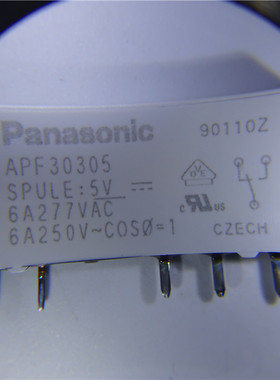 Panasonic 90110Z
APF30305
SPULE:5V ⎓
6A277VAC
6A250V~COSØ=1
CZECH